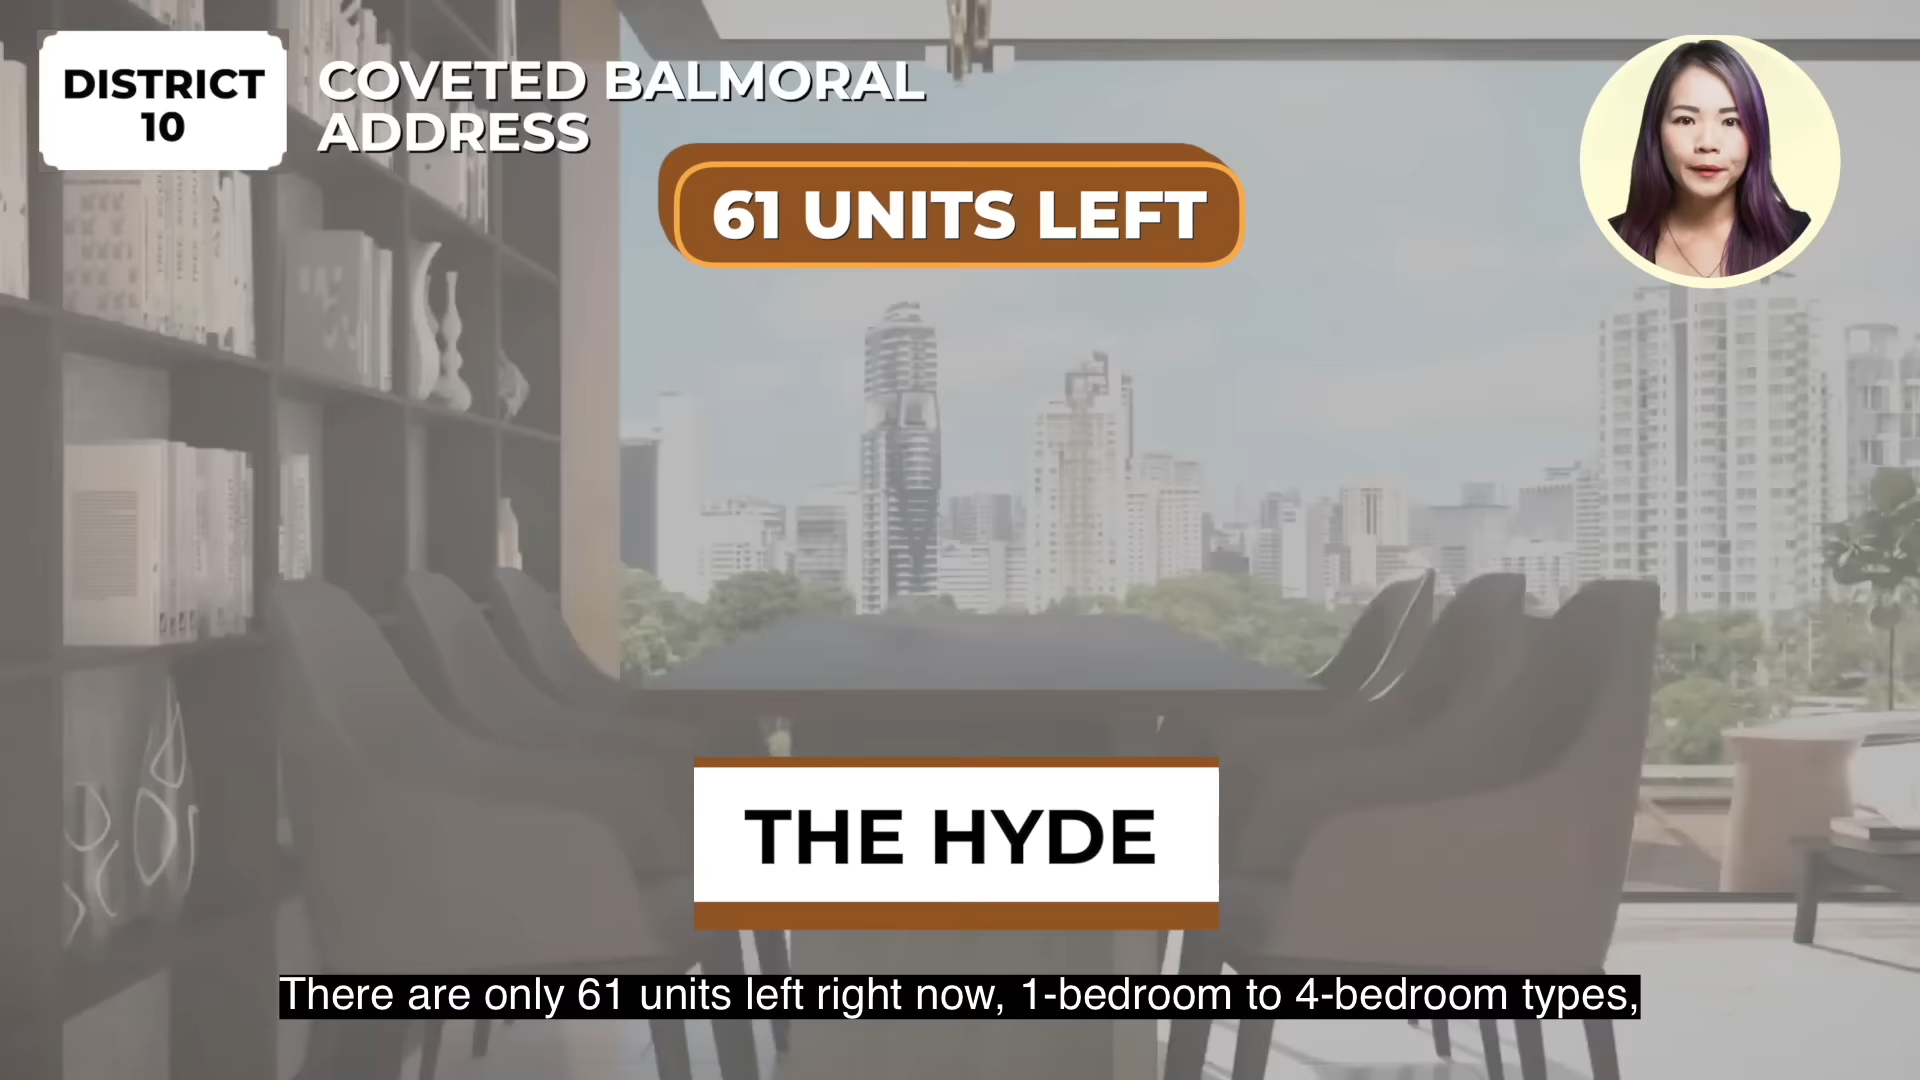 DISTRICT
10
COVETED BALMORAL
ADDRESS
61 UNITS LEFT
THE HYDE
There are only 61 units left right now, 1-bedroom to 4-bedroom types,